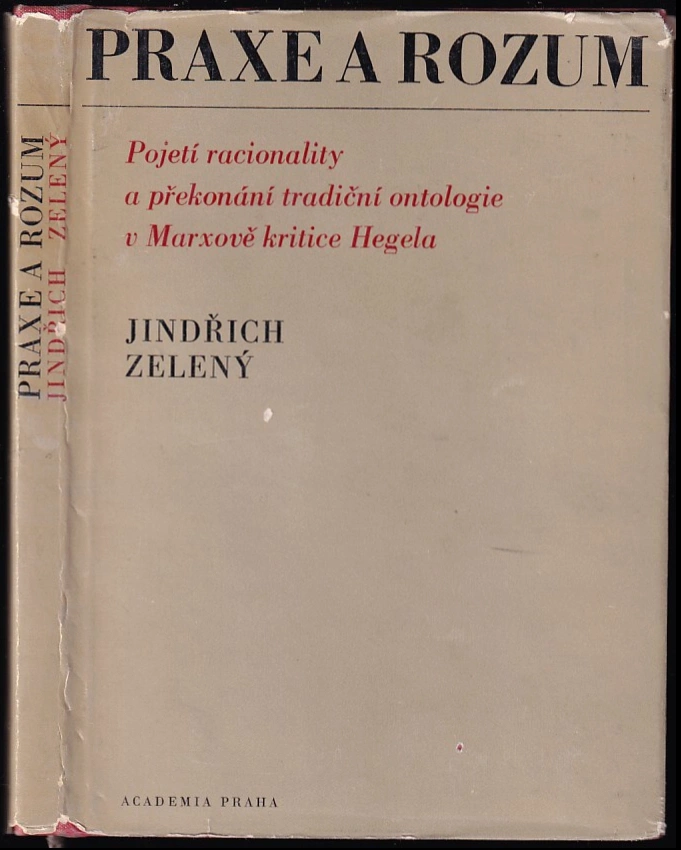 PRAXE A ROZUM
JINDŘICH ZELENÝ
PRAXE A ROZUM
Pojetí racionality
a překonání tradiční ontologie
v Marxově kritice Hegela
JINDŘICH
ZELENÝ
ACADEMIA PRAHA